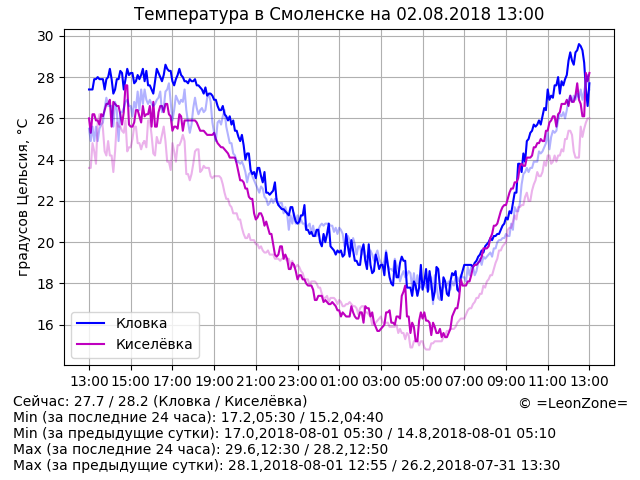 Температура в Смоленске на 02.08.2018 13:00
градусов Цельсия, °C
30
28
26
24
22
20
18
16
Кловка
Киселёвка
13:00 15:00 17:00 19:00 21:00 23:00 01:00 03:00 05:00 07:00 09:00 11:00 13:00
Сейчас: 27.7 / 28.2 (Кловка / Киселёвка)
© =LeonZone=
Min (за последние 24 часа): 17.2,05:30 / 15.2,04:40
Min (за предыдущие сутки): 17.0,2018-08-01 05:30 / 14.8,2018-08-01 05:10
Max (за последние 24 часа): 29.6,12:30 / 28.2,12:50
Max (за предыдущие сутки): 28.1,2018-08-01 12:55 / 26.2,2018-07-31 13:30